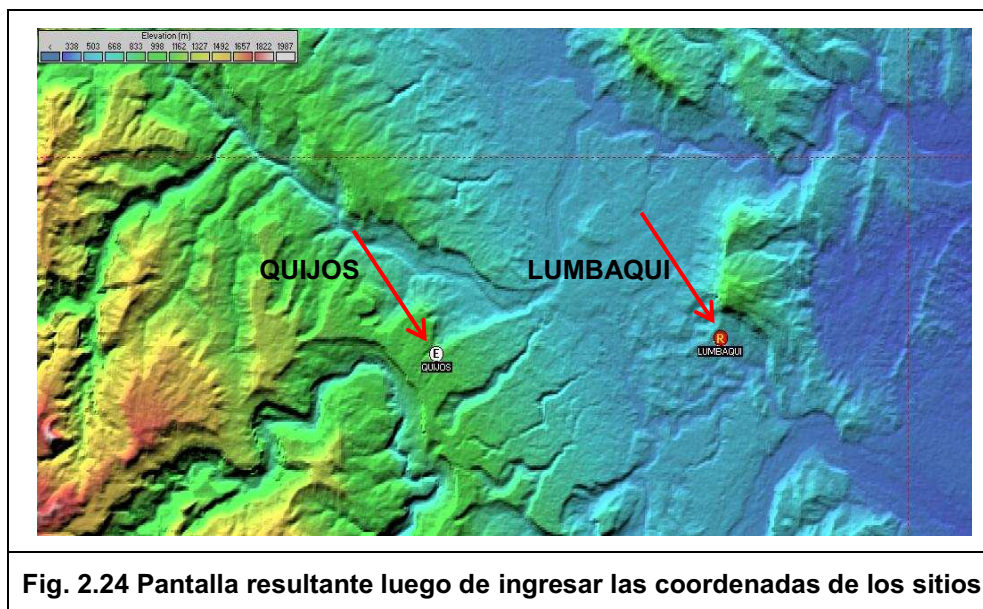 Elevation (m)
< 338 503 668 833 998 1162 1327 1492 1657 1822 1987
QUIJOS LUMBAQUI
R
LUMBAQUI
E
QUIJOS
Fig. 2.24 Pantalla resultante luego de ingresar las coordenadas de los sitios